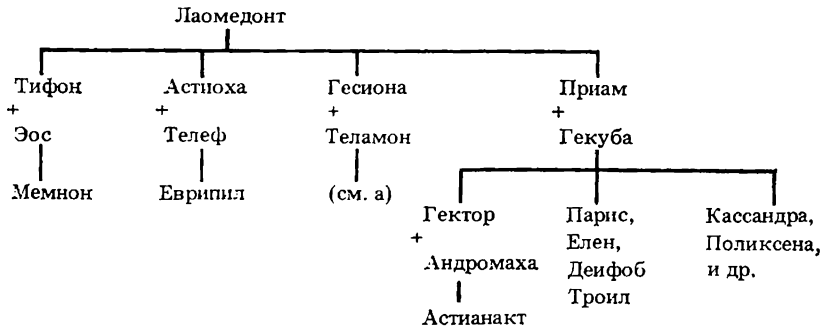 Лаомедонт
Тифон Астиоха Гесиона Приам
+ + + +
Эос Телеф Теламон Гекуба
Мемнон Еврипил (см. а)
Гектор Парис, Кассандра,
+ Елен, Поликсена,
Андромаха Деифоб и др.
Троил
Астианакт